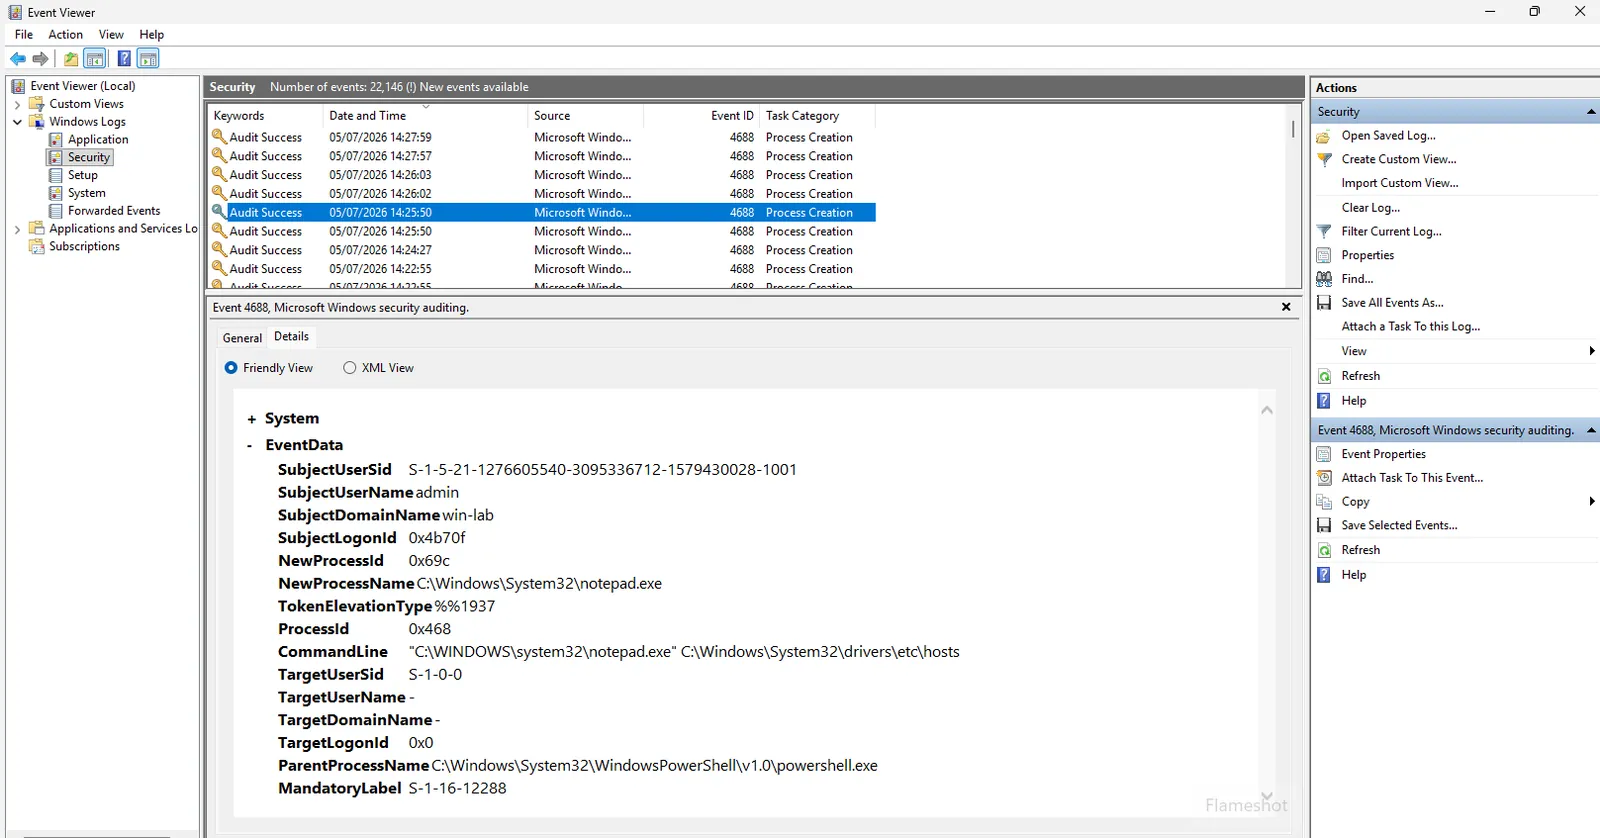 Event Viewer
File Action View Help
Event Viewer (Local)
Custom Views
Windows Logs
Application
Security
Setup
System
Forwarded Events
Applications and Services Lo
Subscriptions
Security Number of events: 22,146 (!) New events available
Keywords Date and Time Source Event ID Task Category
Audit Success 05/07/2026 14:27:59 Microsoft Windo... 4688 Process Creation
Audit Success 05/07/2026 14:27:57 Microsoft Windo... 4688 Process Creation
Audit Success 05/07/2026 14:26:03 Microsoft Windo... 4688 Process Creation
Audit Success 05/07/2026 14:26:02 Microsoft Windo... 4688 Process Creation
Audit Success 05/07/2026 14:25:50 Microsoft Windo... 4688 Process Creation
Audit Success 05/07/2026 14:25:50 Microsoft Windo... 4688 Process Creation
Audit Success 05/07/2026 14:24:27 Microsoft Windo... 4688 Process Creation
Audit Success 05/07/2026 14:22:55 Microsoft Windo... 4688 Process Creation
Audit Success 05/07/2026 14:22:55 Microsoft Windo... 4688 Process Creation
Event 4688, Microsoft Windows security auditing.
General Details
Friendly View XML View
+ System
- EventData
SubjectUserSid S-1-5-21-1276605540-3095336712-1579430028-1001
SubjectUserName admin
SubjectDomainName win-lab
SubjectLogonId 0x4b70f
NewProcessId 0x69c
NewProcessName C:\Windows\System32\notepad.exe
TokenElevationType %%1937
ProcessId 0x468
CommandLine "C:\WINDOWS\system32\notepad.exe" C:\Windows\System32\drivers\etc\hosts
TargetUserSid S-1-0-0
TargetUserName -
TargetDomainName -
TargetLogonId 0x0
ParentProcessName C:\Windows\System32\WindowsPowerShell\v1.0\powershell.exe
MandatoryLabel S-1-16-12288
Flameshot
Actions
Security
Open Saved Log...
Create Custom View...
Import Custom View...
Clear Log...
Filter Current Log...
Properties
Find...
Save All Events As...
Attach a Task To this Log...
View
Refresh
Help
Event 4688, Microsoft Windows security auditing.
Event Properties
Attach Task To This Event...
Copy
Save Selected Events...
Refresh
Help